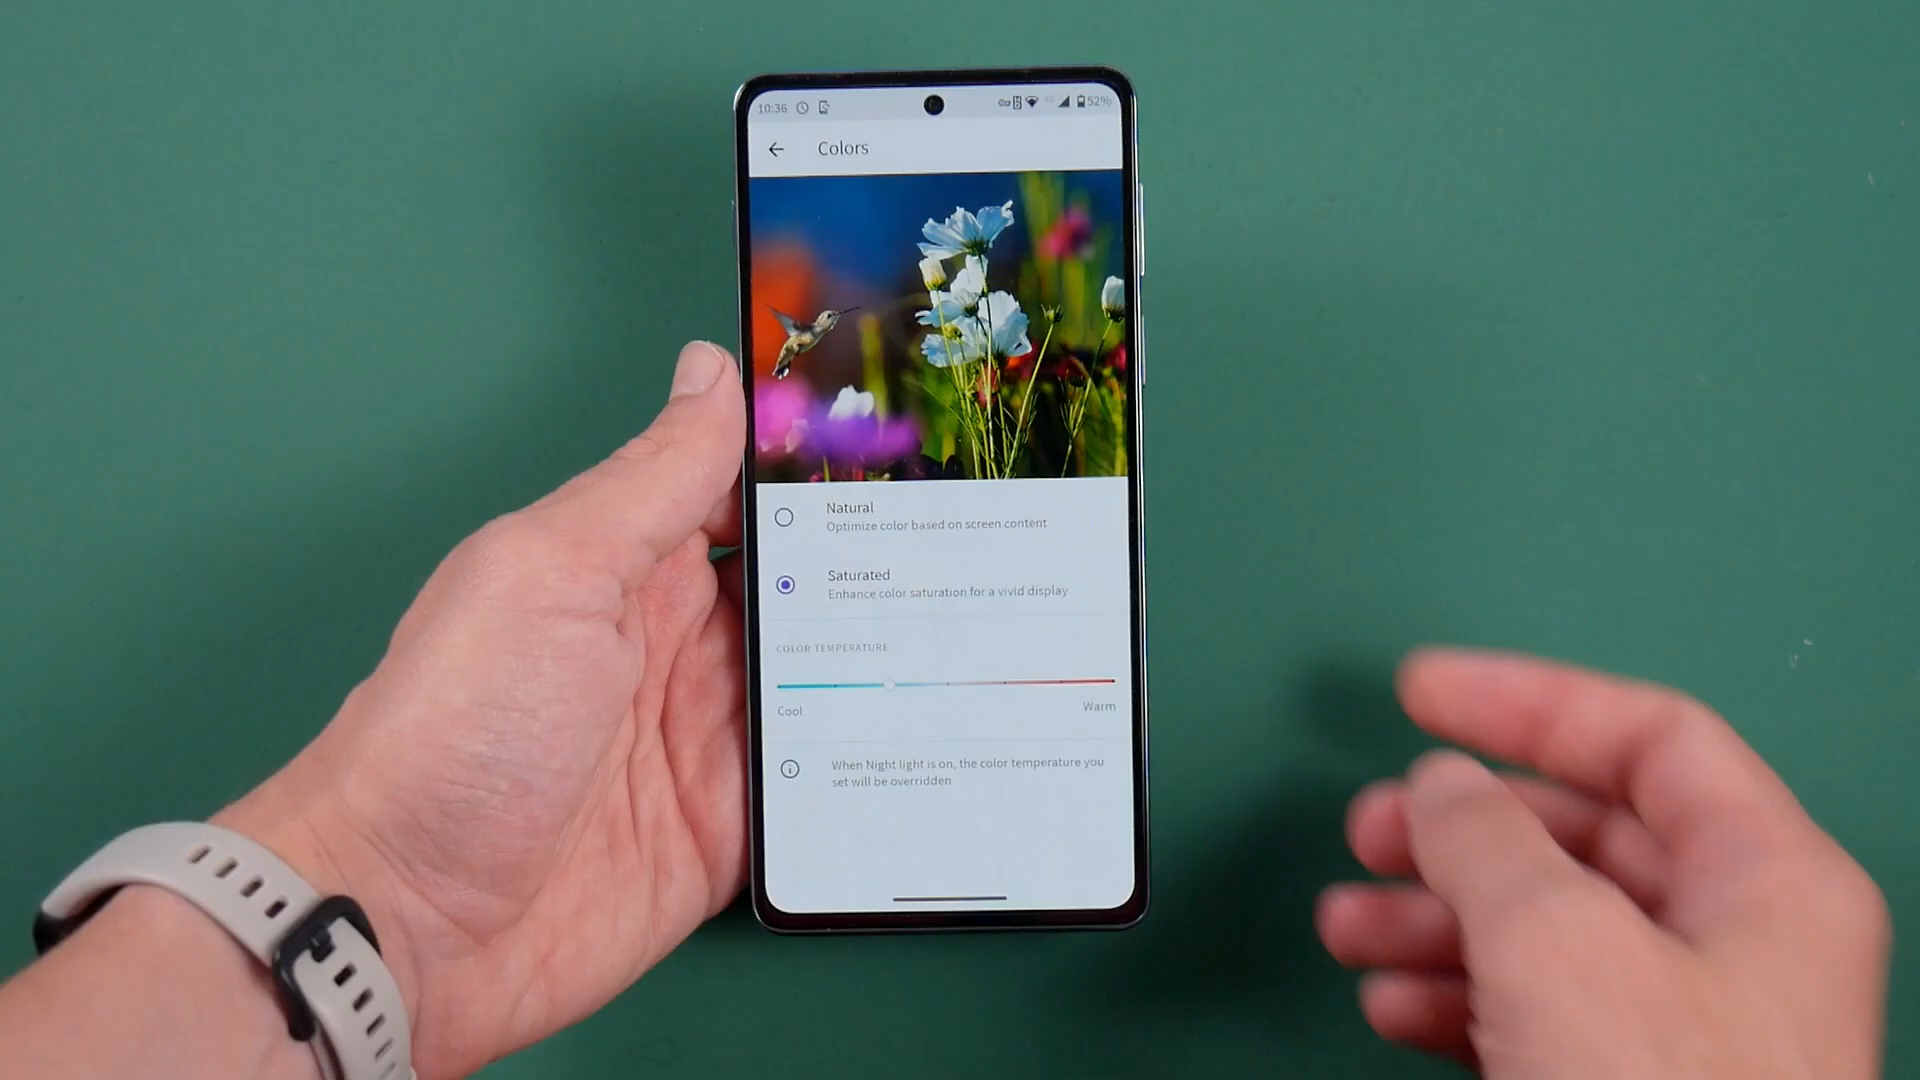 10:36 52%
Colors
Natural
Optimize color based on screen content
Saturated
Enhance color saturation for a vivid display
COLOR TEMPERATURE
Cool Warm
When Night light is on, the color temperature you
set will be overridden